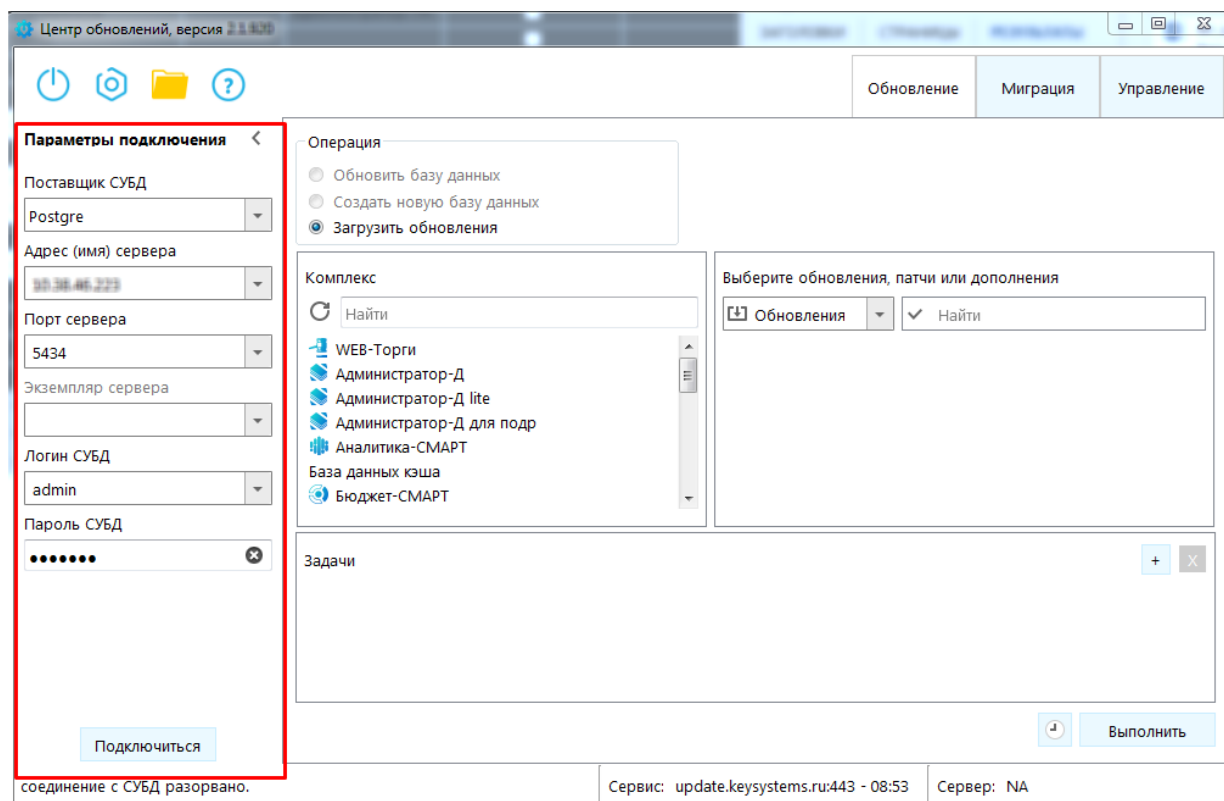 Центр обновлений, версия
Обновление
Миграция
Управление
Параметры подключения
Поставщик СУБД
Postgre
Адрес (имя) сервера
Порт сервера
5434
Экземпляр сервера
Логин СУБД
admin
Пароль СУБД
Подключиться
Операция
Обновить базу данных
Создать новую базу данных
Загрузить обновления
Комплекс
Найти
WEB-Торги
Администратор-Д
Администратор-Д lite
Администратор-Д для подр
Аналитика-СМАРТ
База данных кэша
Бюджет-СМАРТ
Выберите обновления, патчи или дополнения
Обновления
Найти
Задачи
+ X
Выполнить
соединение с СУБД разорвано.
Сервис: update.keysystems.ru:443 - 08:53
Сервер: NA